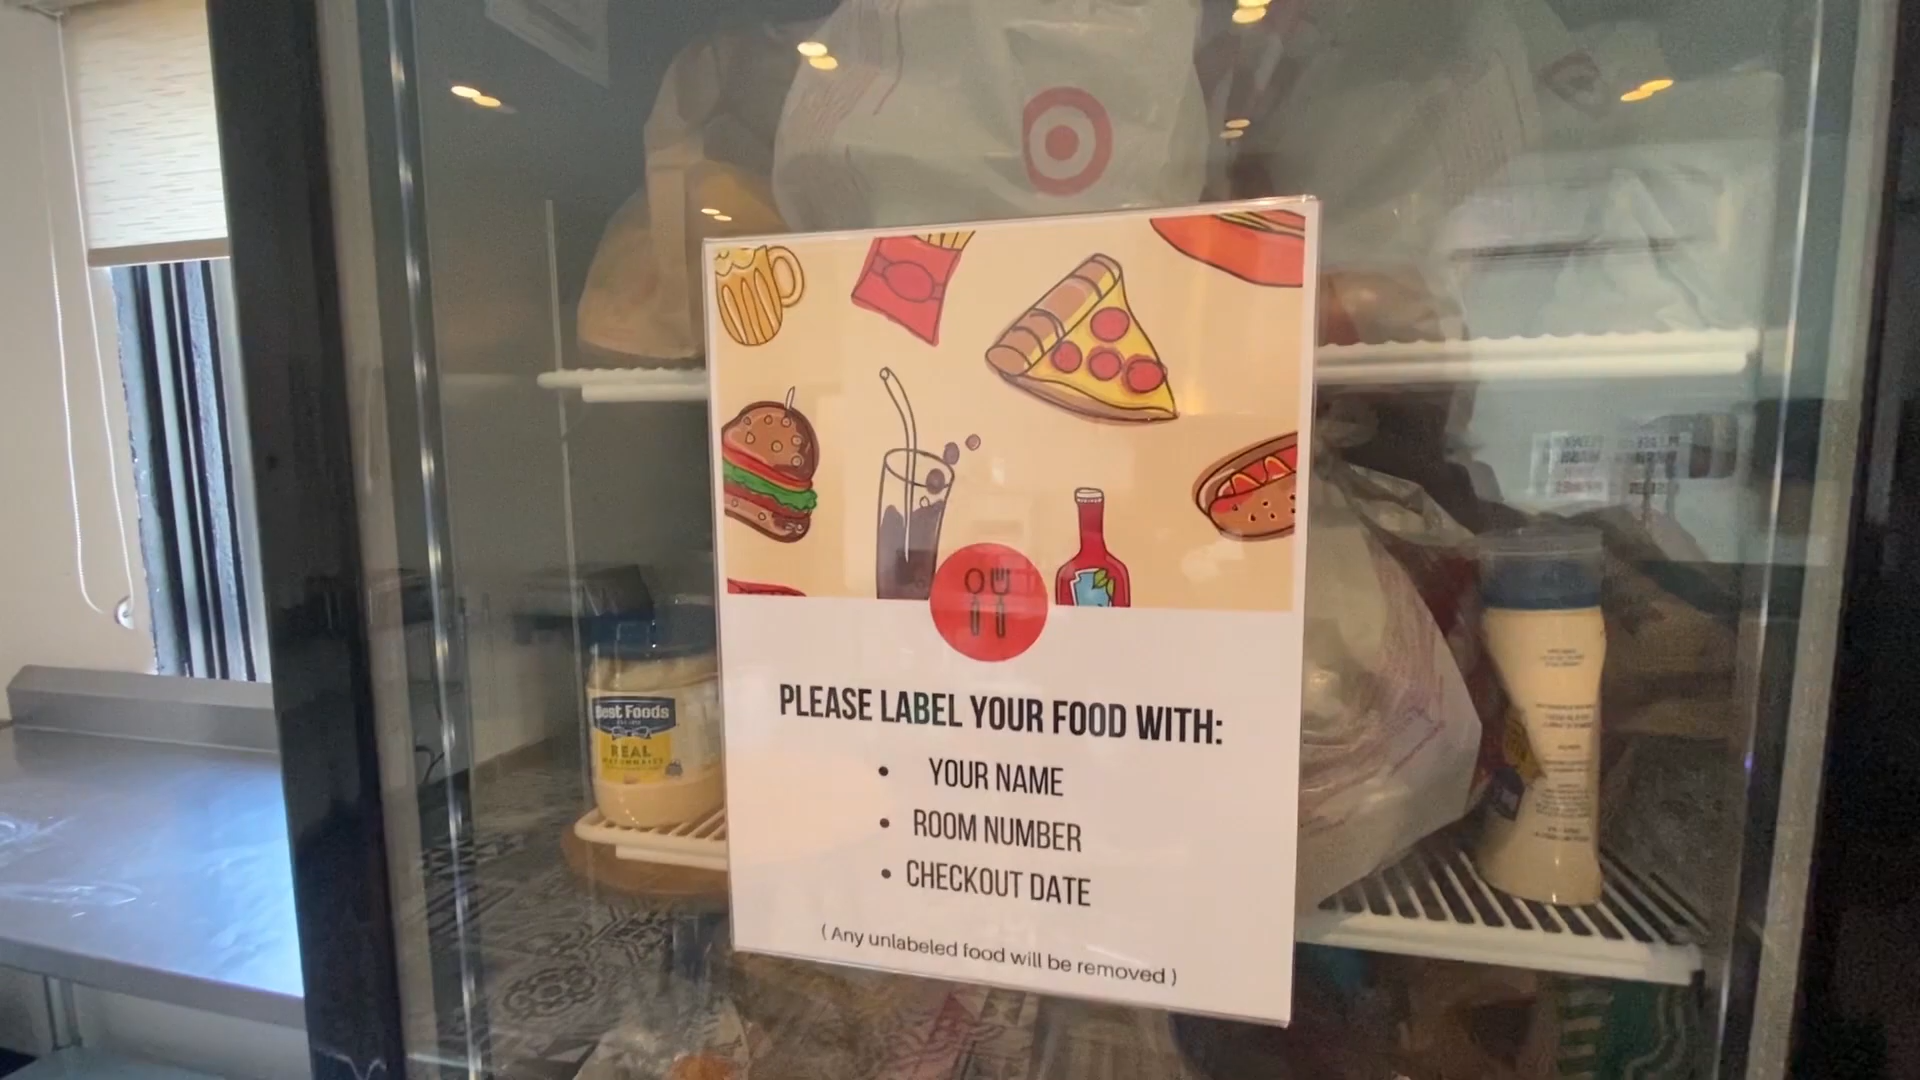 PLEASE LABEL YOUR FOOD WITH:
• YOUR NAME
• ROOM NUMBER
• CHECKOUT DATE
( Any unlabeled food will be removed )
Best Foods
REAL
MAYONNAISE